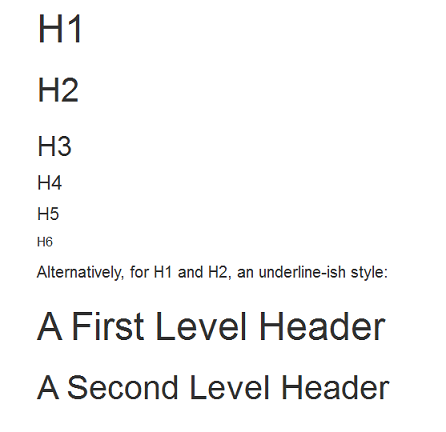 H1
H2
H3
H4
H5
H6
Alternatively, for H1 and H2, an underline-ish style:
A First Level Header
A Second Level Header